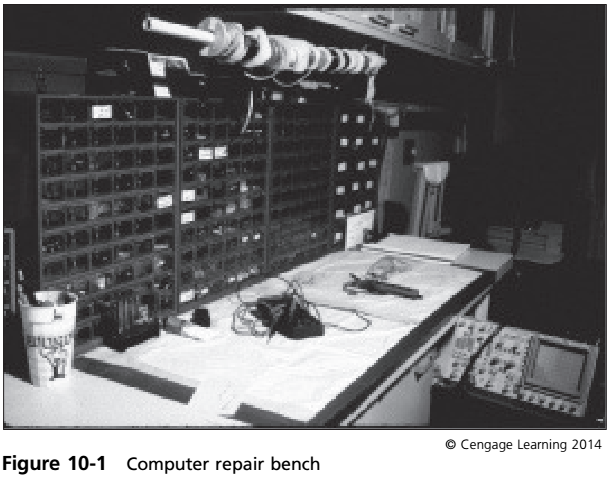 © Cengage Learning 2014
Figure 10-1 Computer repair bench